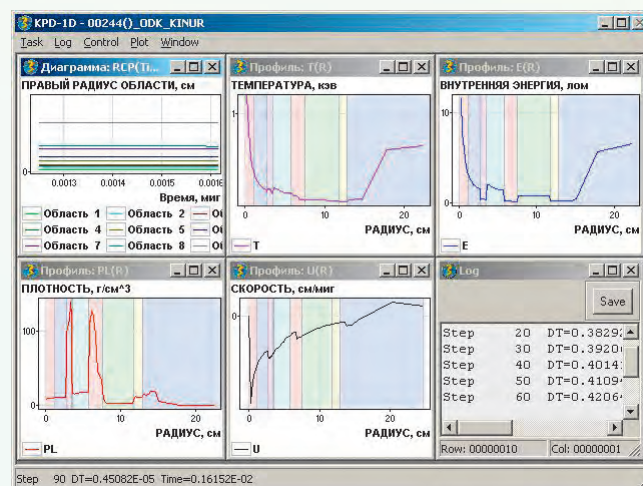 KPD-1D - 00244()_ODK_KINUR
Task Log Control Plot Window
Диаграмма: RCP(Ti...
ПРАВЫЙ РАДИУС ОБЛАСТИ, см
0
0.0013 0.0014 0.0015 0.0016
Время, миг
Область 1 Область 2
Область 4 Область 5
Область 7 Область 8
Профиль: T(R)
ТЕМПЕРАТУРА, кэв
1
0 20
РАДИУС, см
T
Профиль: E(R)
ВНУТРЕННЯЯ ЭНЕРГИЯ, лом
10
0
0 20
РАДИУС, см
E
Профиль: PL(R)
ПЛОТНОСТЬ, г/см^3
100
0
0 20
РАДИУС, см
PL
Профиль: U(R)
СКОРОСТЬ, см/миг
0
0 20
РАДИУС, см
U
Log
Save
Step 20 DT=0.3829
Step 30 DT=0.3920
Step 40 DT=0.4014
Step 50 DT=0.4109
Step 60 DT=0.4206
Row: 00000010 Col: 00000001
Step 90 DT=0.45082E-05 Time=0.16152E-02